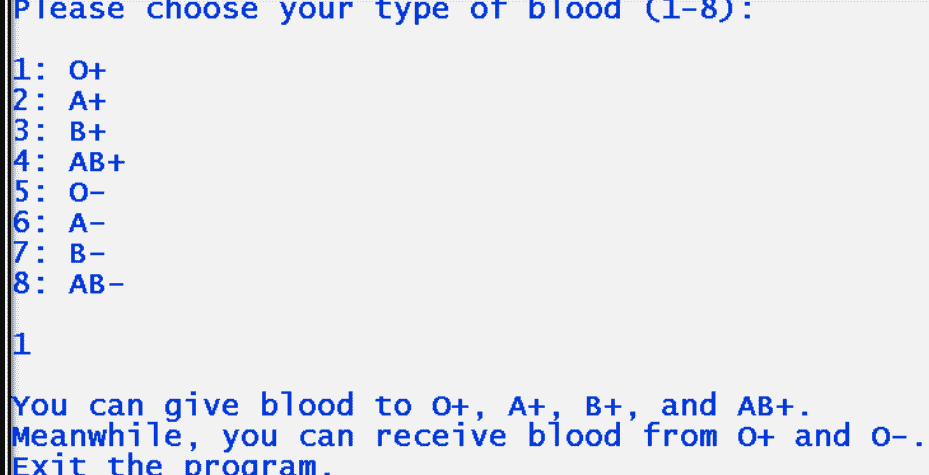 Please choose your type of blood (1-8):
1: O+
2: A+
3: B+
4: AB+
5: O-
6: A-
7: B-
8: AB-
1
You can give blood to O+, A+, B+, and AB+.
Meanwhile, you can receive blood from O+ and O-.
Exit the program.